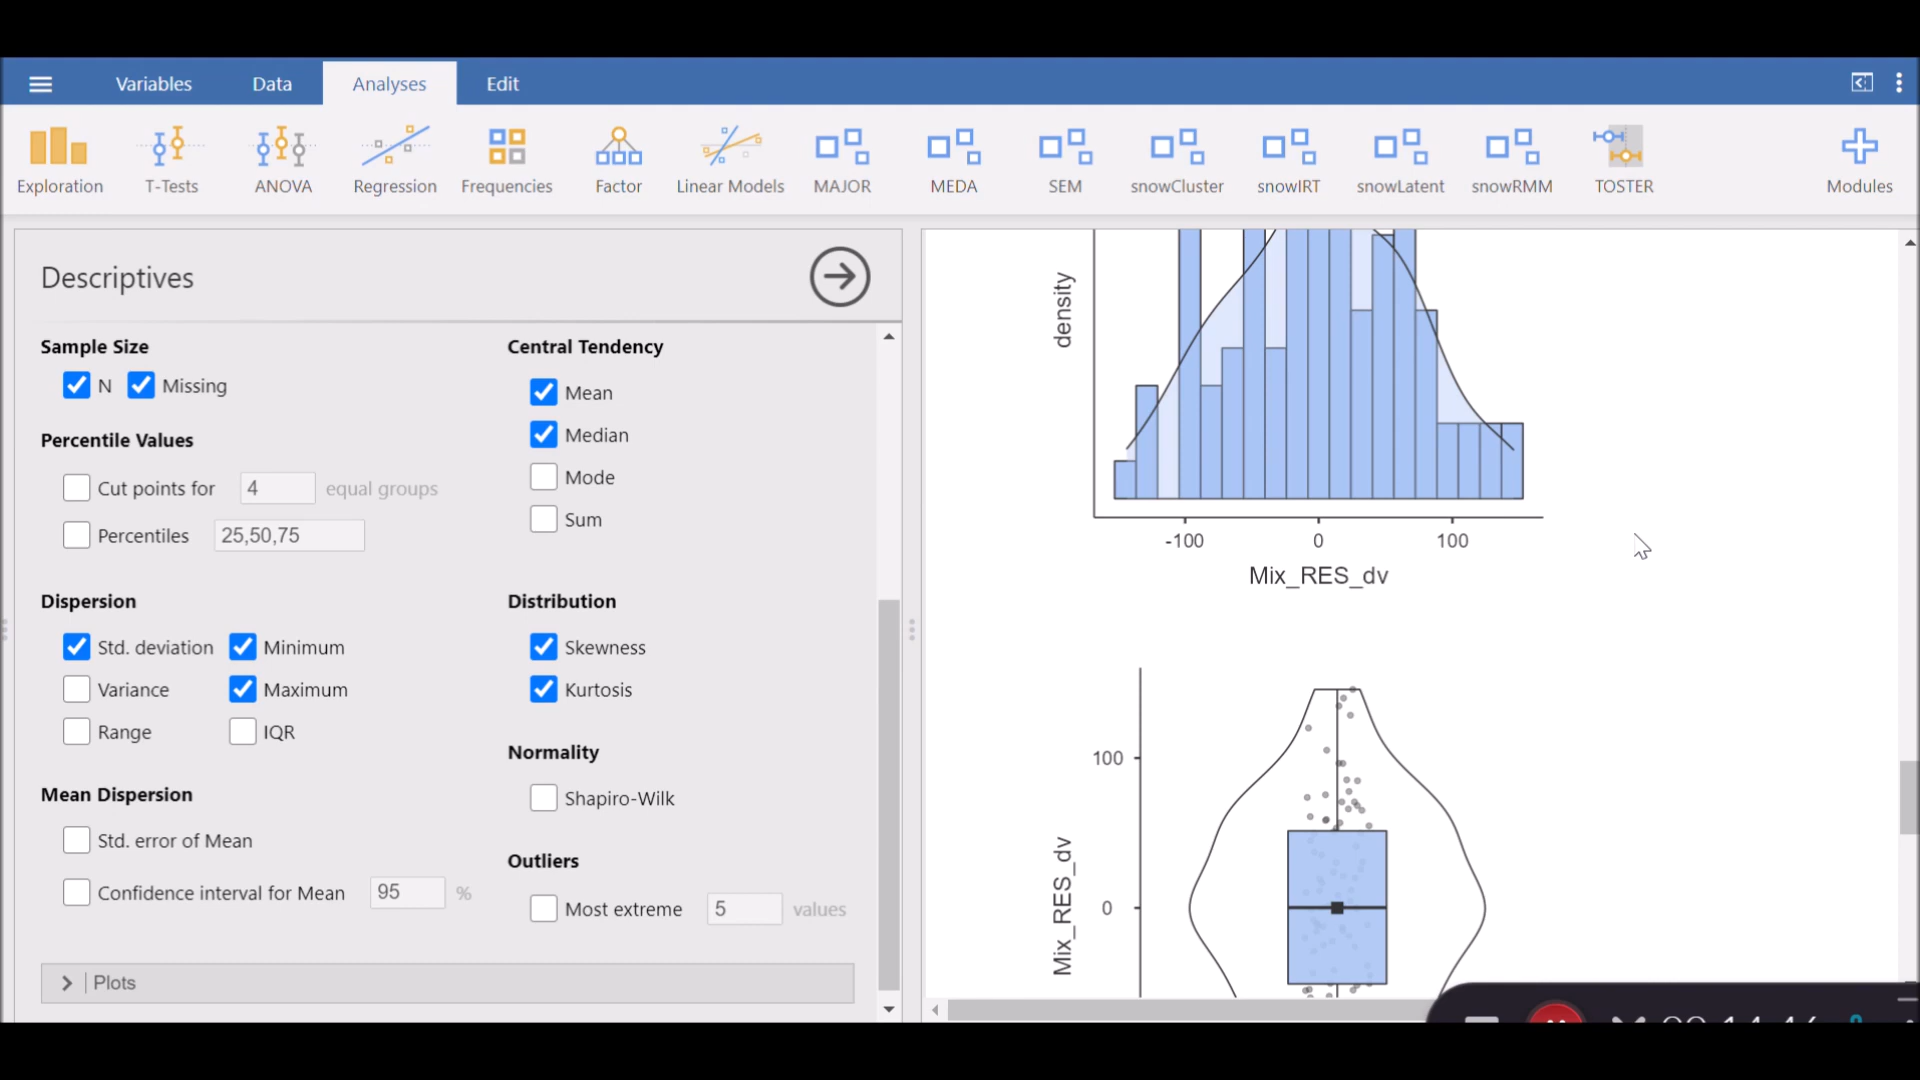 Variables Data Analyses Edit
Exploration T-Tests ANOVA Regression Frequencies Factor Linear Models MAJOR MEDA SEM snowCluster snowIRT snowLatent snowRMM TOSTER Modules
Descriptives
Sample Size
N Missing
Percentile Values
Cut points for 4 equal groups
Percentiles 25,50,75
Dispersion
Std. deviation Minimum
Variance Maximum
Range IQR
Mean Dispersion
Std. error of Mean
Confidence interval for Mean 95 %
Central Tendency
Mean
Median
Mode
Sum
Distribution
Skewness
Kurtosis
Normality
Shapiro-Wilk
Outliers
Most extreme 5 values
Plots
density
-100 0 100
Mix_RES_dv
100
0
Mix_RES_dv